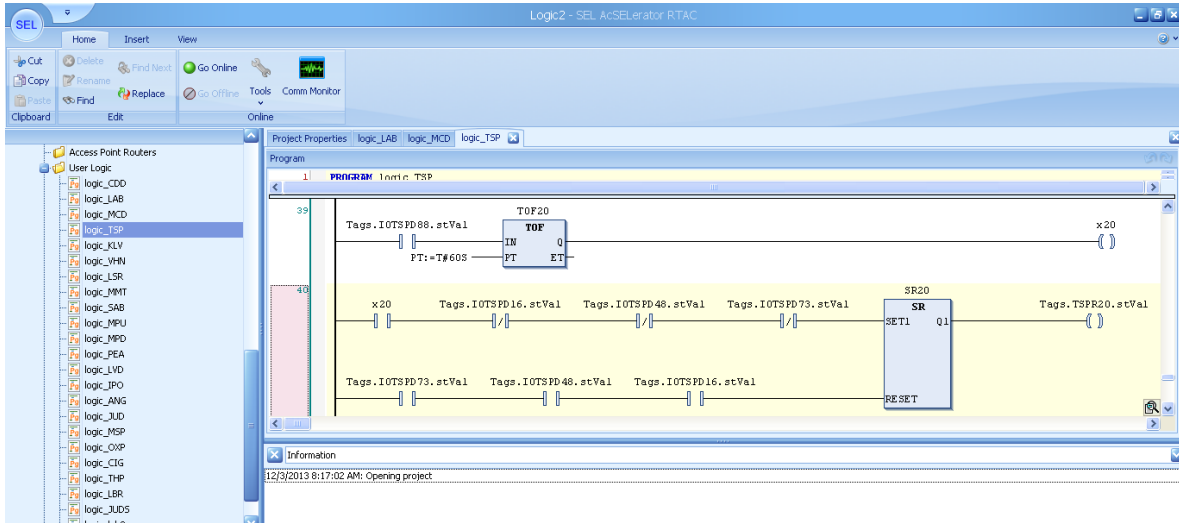 Logic2 - SEL AcSELerator RTAC
SEL
Home Insert View
Cut
Copy
Paste
Clipboard
Delete
Rename
Find
Find Next
Replace
Edit
Go Online
Go Offline
Tools
Comm Monitor
Online
Access Point Routers
User Logic
logic_CDD
logic_LAB
logic_MCD
logic_TSP
logic_KLV
logic_VHN
logic_LSR
logic_MMT
logic_SAB
logic_MPU
logic_MPD
logic_PEA
logic_LVD
logic_IPO
logic_ANG
logic_JUD
logic_MSP
logic_OXP
logic_CIG
logic_THP
logic_LBR
logic_JUDS
Project Properties logic_LAB logic_MCD logic_TSP
Program
1 PROGRAM logic_TSP
39
TOF20
Tags.IOTSPD88.stVal TOF x20
IN Q
PT:=T#60S PT ET
40
SR20
x20 Tags.IOTSPD16.stVal Tags.IOTSPD48.stVal Tags.IOTSPD73.stVal SR Tags.TSPR20.stVal
SET1 Q1
Tags.IOTSPD73.stVal Tags.IOTSPD48.stVal Tags.IOTSPD16.stVal
RESET
Information
12/3/2013 8:17:02 AM: Opening project